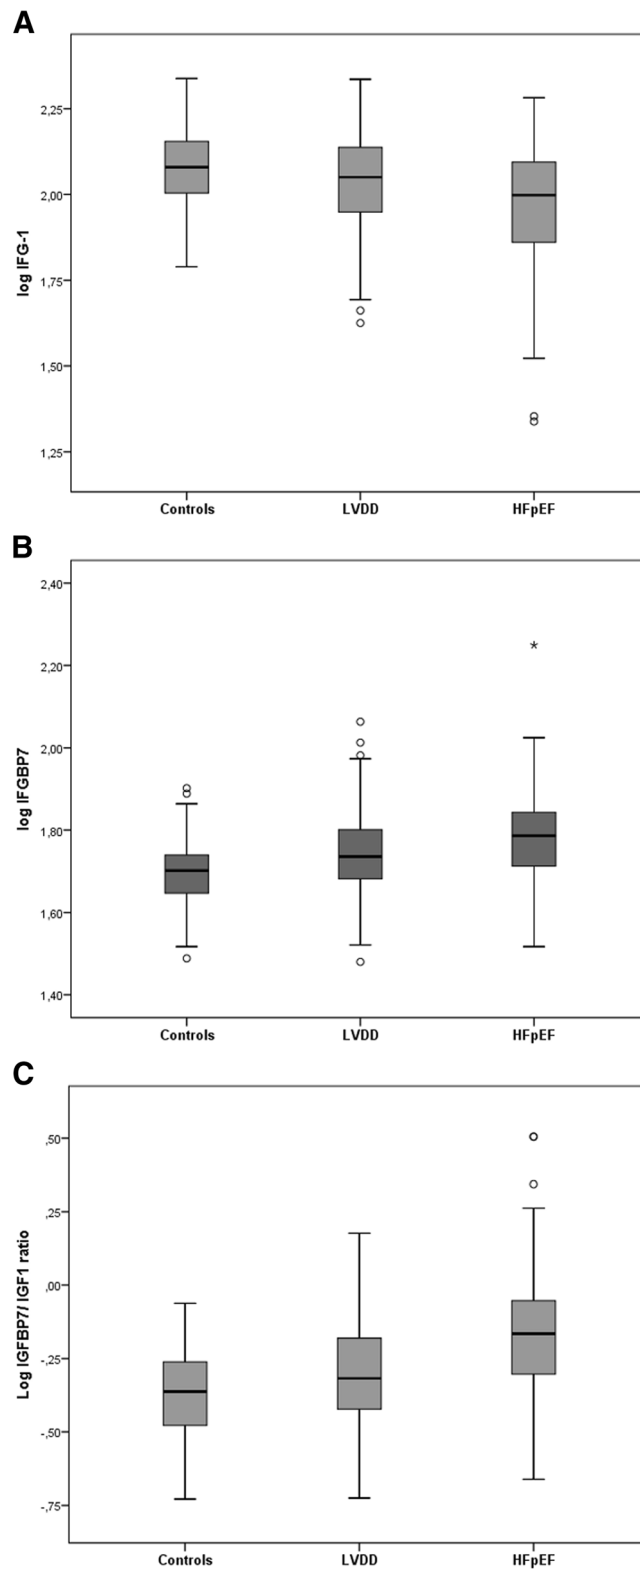 A
log IFG-1
2,25
2,00
1,75
1,50
1,25
Controls LVDD HFpEF
B
log IFGBP7
2,40
2,20
2,00
1,80
1,60
1,40
*
Controls LVDD HFpEF
C
Log IGFBP7/ IGF1 ratio
,50
,25
,00
-,25
-,50
-,75
Controls LVDD HFpEF